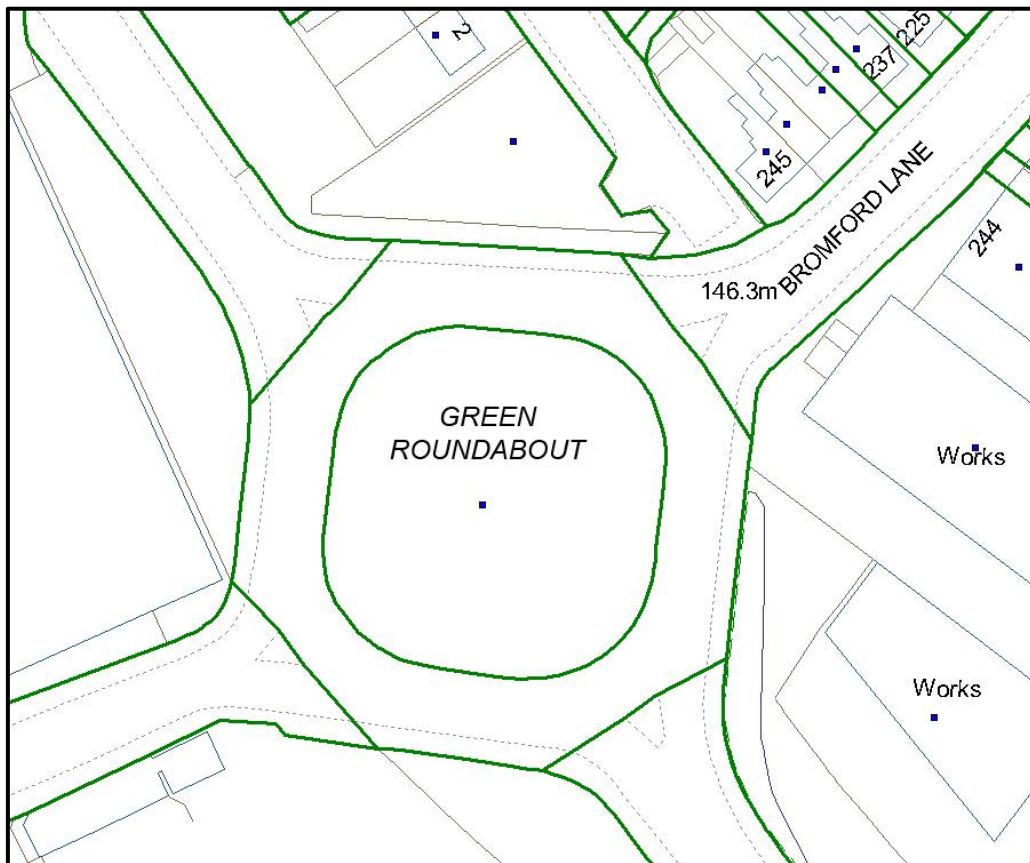 2
225
237
245
BROMFORD LANE
244
146.3m
GREEN
ROUNDABOUT
Works
Works